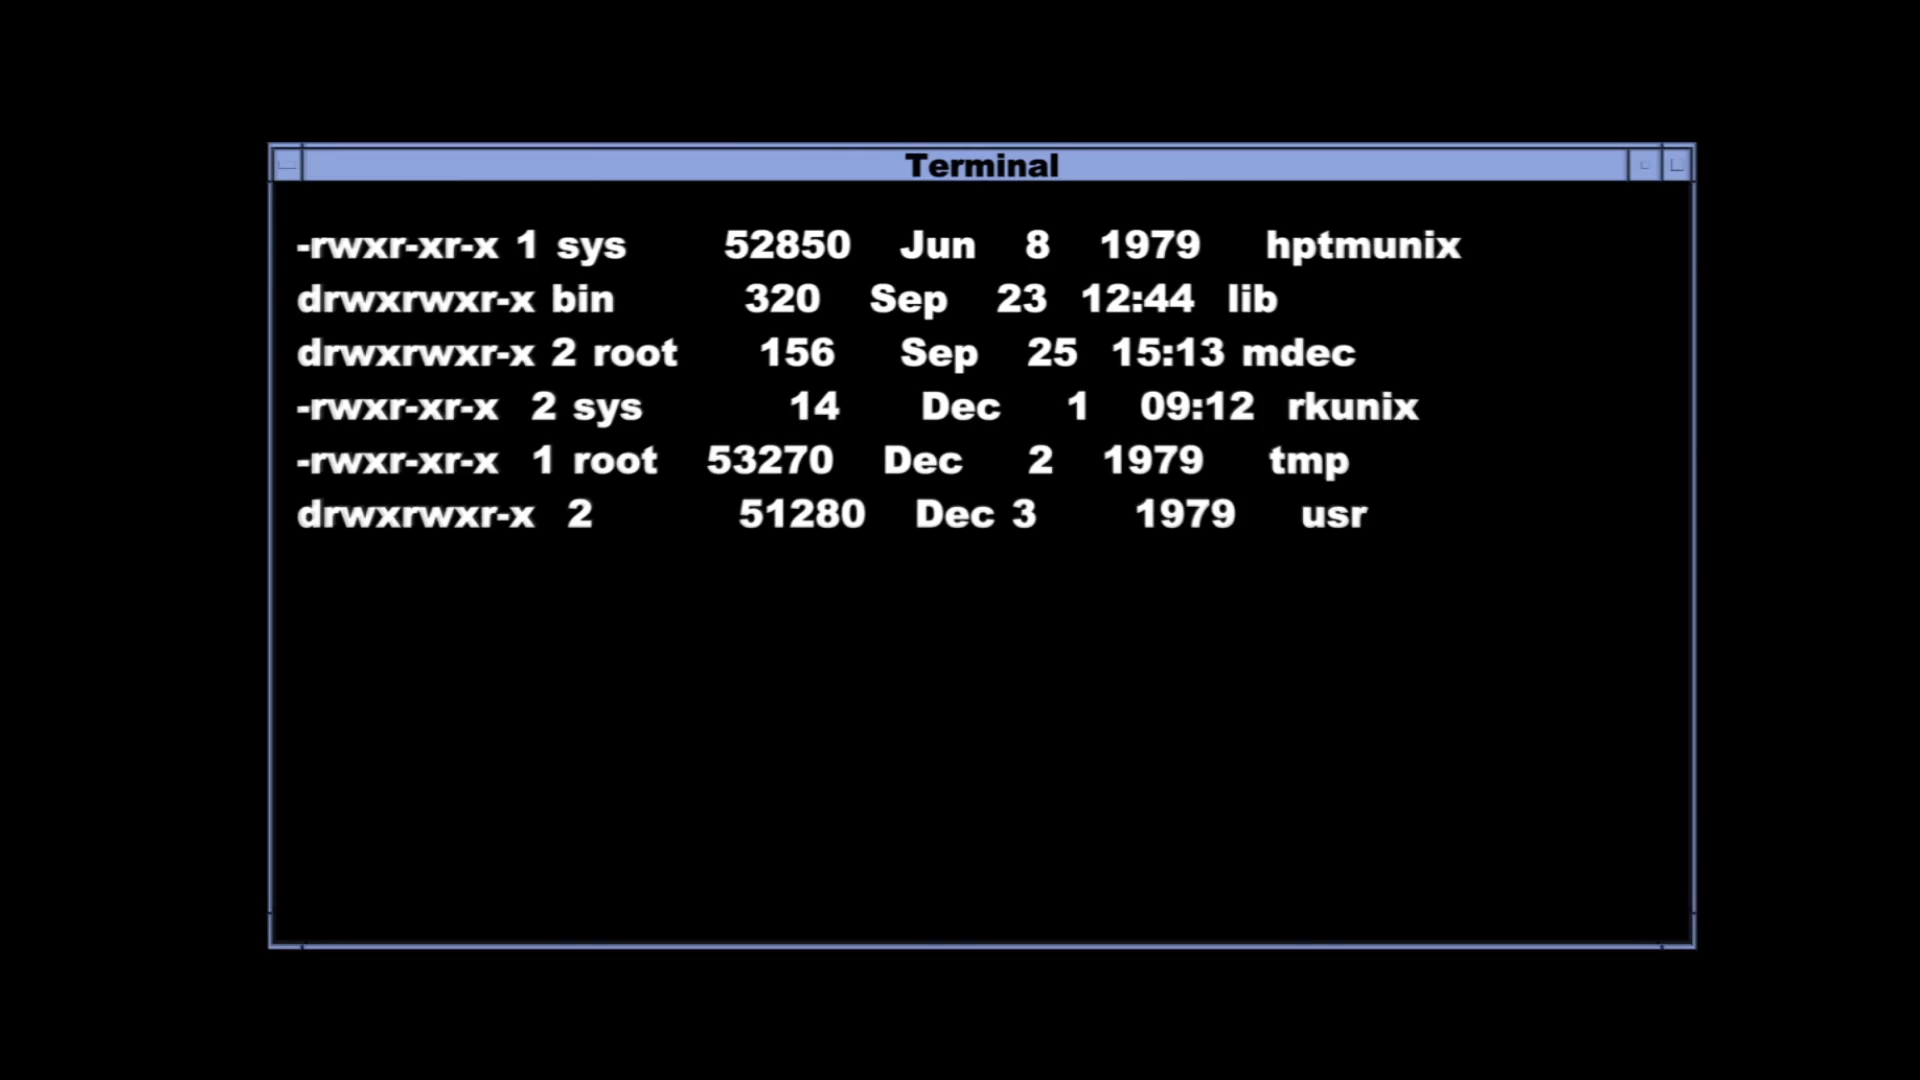 Terminal
-rwxr-xr-x 1 sys 52850 Jun 8 1979 hptmunix
drwxrwxr-x bin 320 Sep 23 12:44 lib
drwxrwxr-x 2 root 156 Sep 25 15:13 mdec
-rwxr-xr-x 2 sys 14 Dec 1 09:12 rkunix
-rwxr-xr-x 1 root 53270 Dec 2 1979 tmp
drwxrwxr-x 2 51280 Dec 3 1979 usr